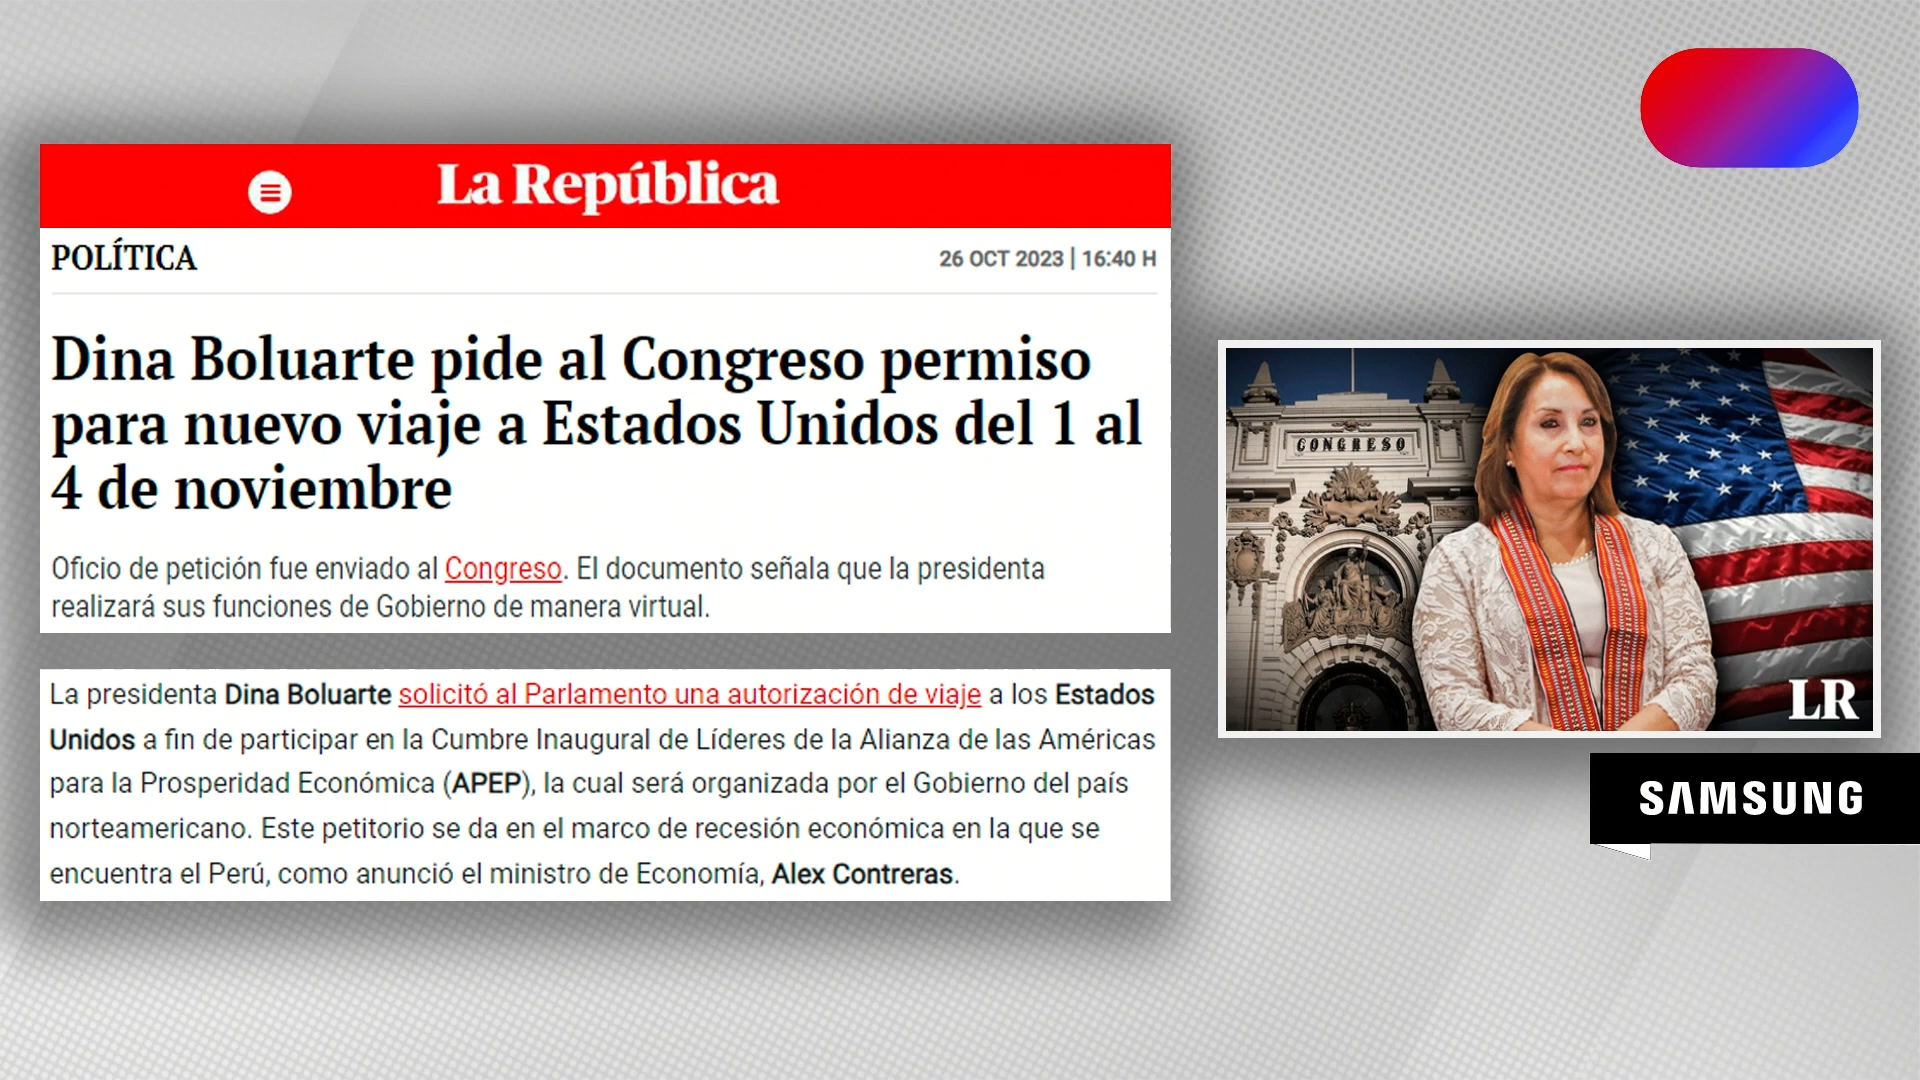 La República
POLÍTICA
26 OCT 2023 | 16:40 H
Dina Boluarte pide al Congreso permiso
para nuevo viaje a Estados Unidos del 1 al
4 de noviembre
Oficio de petición fue enviado al Congreso. El documento señala que la presidenta
realizará sus funciones de Gobierno de manera virtual.
La presidenta Dina Boluarte solicitó al Parlamento una autorización de viaje a los Estados
Unidos a fin de participar en la Cumbre Inaugural de Líderes de la Alianza de las Américas
para la Prosperidad Económica (APEP), la cual será organizada por el Gobierno del país
norteamericano. Este petitorio se da en el marco de recesión económica en la que se
encuentra el Perú, como anunció el ministro de Economía, Alex Contreras.
CONGRESO
LR
SAMSUNG